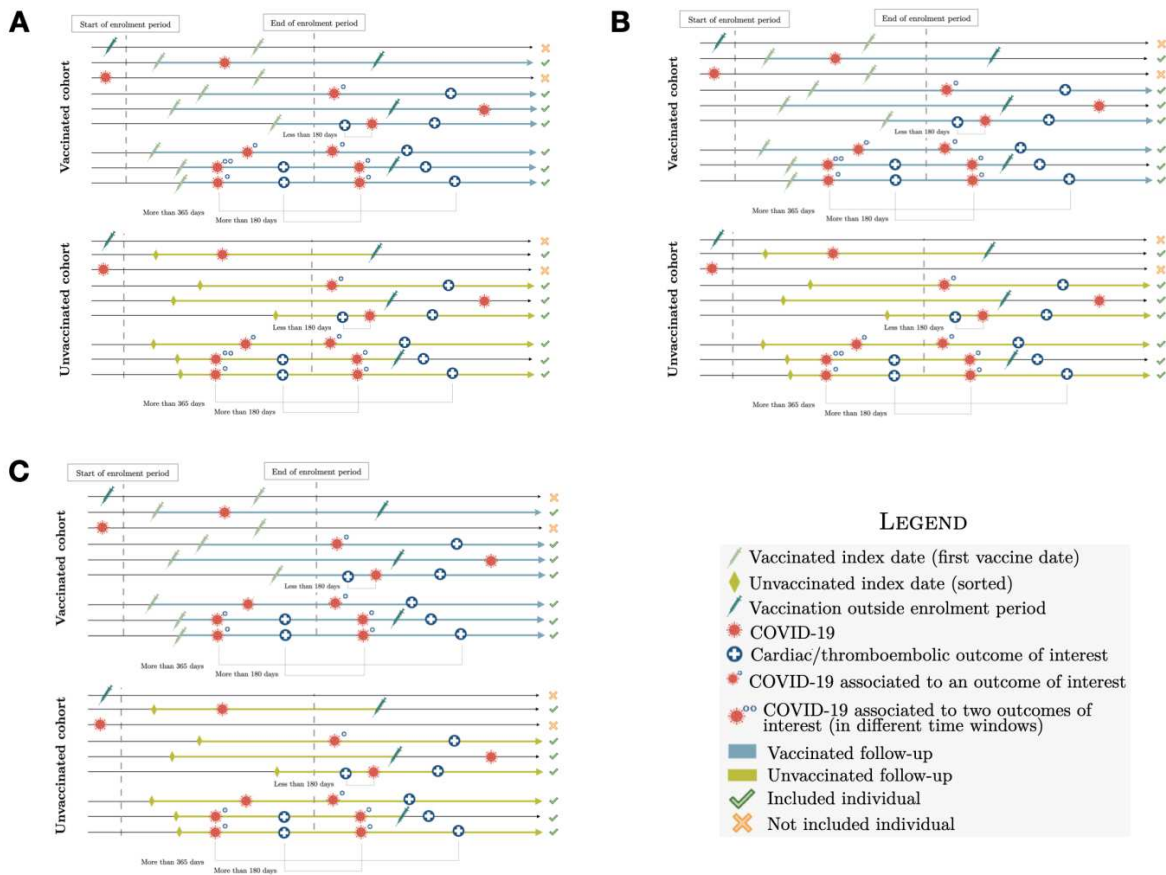 A
Start of enrolment period
End of enrolment period
Vaccinated cohort
Less than 180 days
More than 365 days
More than 180 days
Unvaccinated cohort
Less than 180 days
More than 365 days
More than 180 days
B
Start of enrolment period
End of enrolment period
Vaccinated cohort
Less than 180 days
More than 365 days
More than 180 days
Unvaccinated cohort
Less than 180 days
More than 365 days
More than 180 days
C
Start of enrolment period
End of enrolment period
Vaccinated cohort
Less than 180 days
More than 365 days
More than 180 days
Unvaccinated cohort
Less than 180 days
More than 365 days
More than 180 days
LEGEND
Vaccinated index date (first vaccine date)
Unvaccinated index date (sorted)
Vaccination outside enrolment period
COVID-19
Cardiac/thromboembolic outcome of interest
COVID-19 associated to an outcome of interest
COVID-19 associated to two outcomes of
interest (in different time windows)
Vaccinated follow-up
Unvaccinated follow-up
Included individual
Not included individual